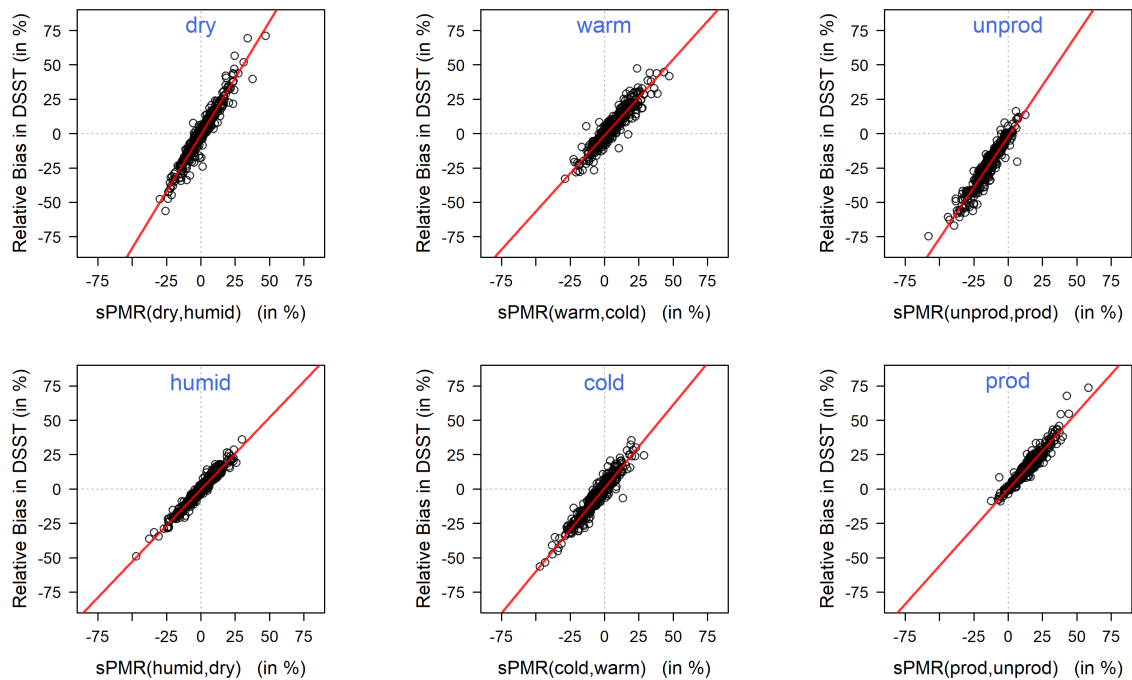 dry
Relative Bias in DSST (in %)
75
50
25
0
-25
-50
-75
-75 -25 0 25 50 75
sPMR(dry,humid) (in %)
warm
Relative Bias in DSST (in %)
75
50
25
0
-25
-50
-75
-75 -25 0 25 50 75
sPMR(warm,cold) (in %)
unprod
Relative Bias in DSST (in %)
75
50
25
0
-25
-50
-75
-75 -25 0 25 50 75
sPMR(unprod,prod) (in %)
humid
Relative Bias in DSST (in %)
75
50
25
0
-25
-50
-75
-75 -25 0 25 50 75
sPMR(humid,dry) (in %)
cold
Relative Bias in DSST (in %)
75
50
25
0
-25
-50
-75
-75 -25 0 25 50 75
sPMR(cold,warm) (in %)
prod
Relative Bias in DSST (in %)
75
50
25
0
-25
-50
-75
-75 -25 0 25 50 75
sPMR(prod,unprod) (in %)